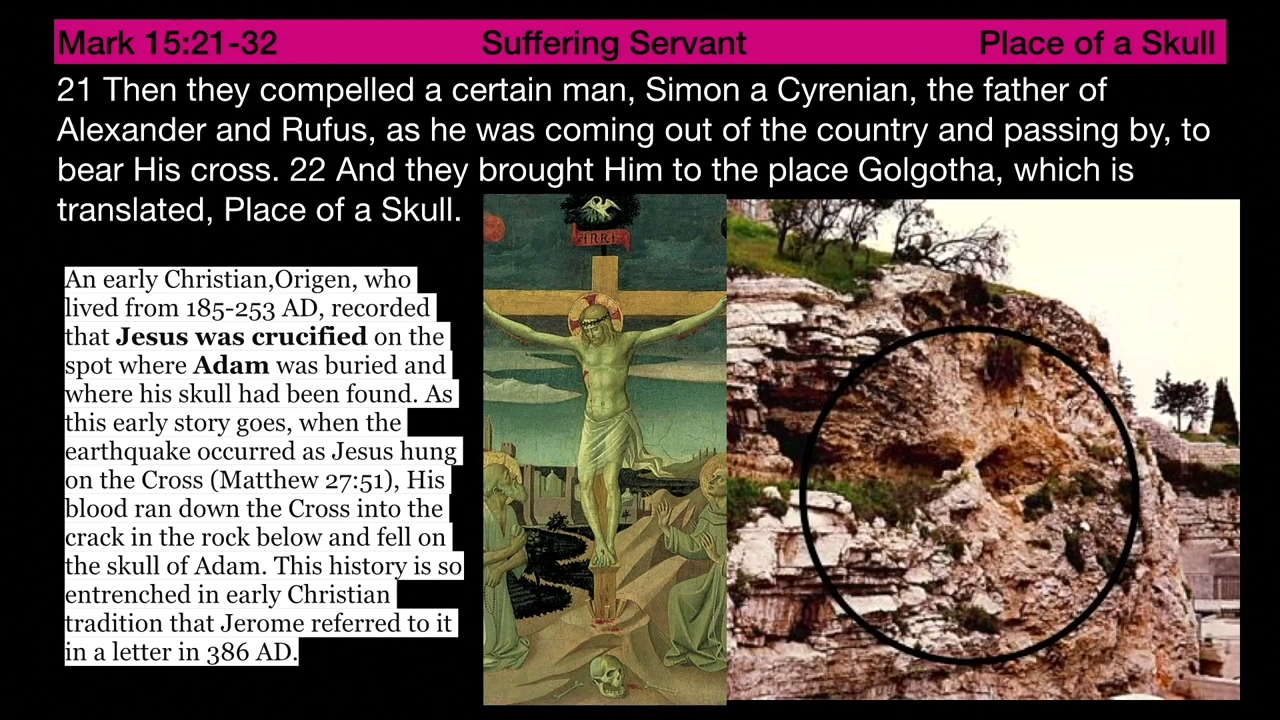 Mark 15:21-32 Suffering Servant Place of a Skull
21 Then they compelled a certain man, Simon a Cyrenian, the father of
Alexander and Rufus, as he was coming out of the country and passing by, to
bear His cross. 22 And they brought Him to the place Golgotha, which is
translated, Place of a Skull.
An early Christian,Origen, who
lived from 185-253 AD, recorded
that Jesus was crucified on the
spot where Adam was buried and
where his skull had been found. As
this early story goes, when the
earthquake occurred as Jesus hung
on the Cross (Matthew 27:51), His
blood ran down the Cross into the
crack in the rock below and fell on
the skull of Adam. This history is so
entrenched in early Christian
tradition that Jerome referred to it
in a letter in 386 AD.